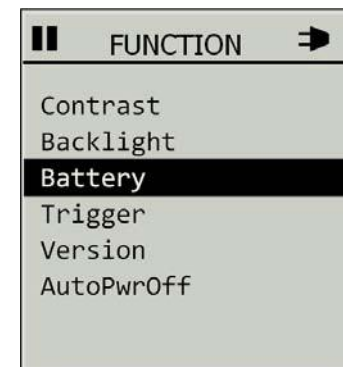 FUNCTION
Contrast
Backlight
Battery
Trigger
Version
AutoPwrOff